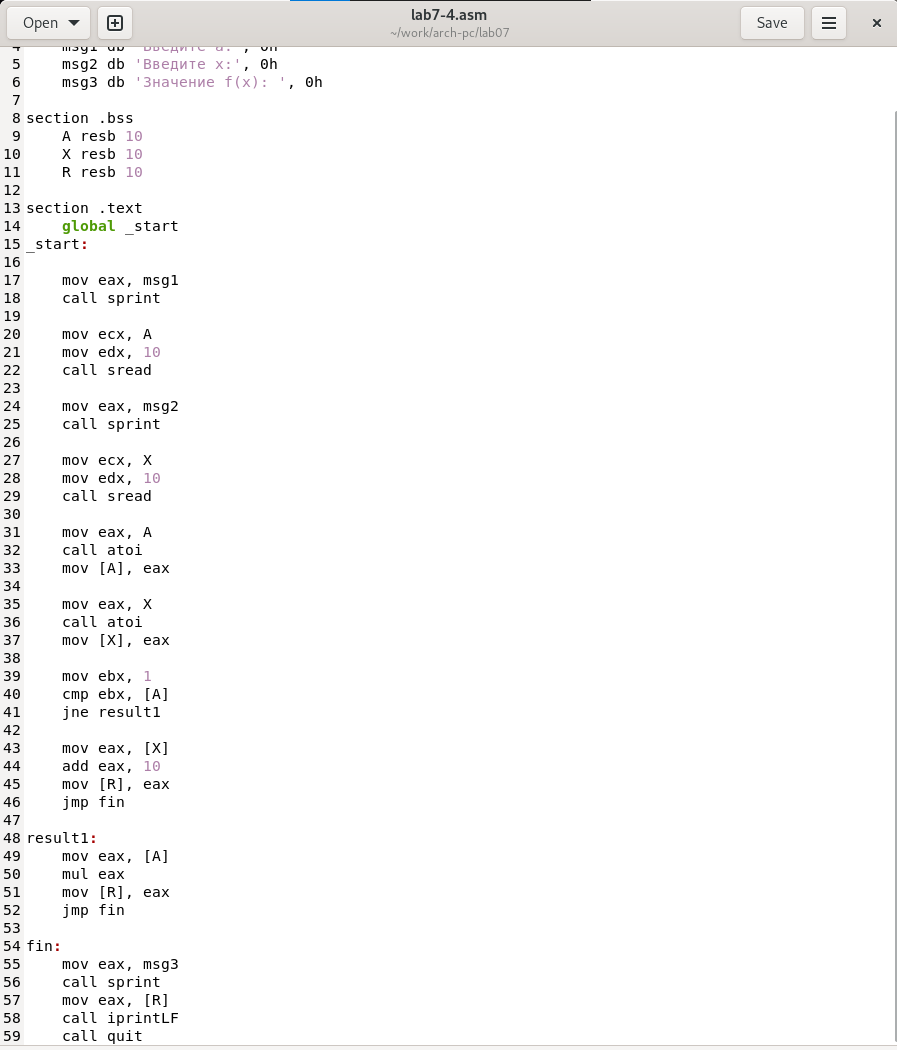 Open
lab7-4.asm
~/work/arch-pc/lab07
Save
4 msg1 db 'Введите a: ', 0h
5 msg2 db 'Введите x:', 0h
6 msg3 db 'Значение f(x): ', 0h
7
8 section .bss
9 A resb 10
10 X resb 10
11 R resb 10
12
13 section .text
14 global _start
15 _start:
16
17 mov eax, msg1
18 call sprint
19
20 mov ecx, A
21 mov edx, 10
22 call sread
23
24 mov eax, msg2
25 call sprint
26
27 mov ecx, X
28 mov edx, 10
29 call sread
30
31 mov eax, A
32 call atoi
33 mov [A], eax
34
35 mov eax, X
36 call atoi
37 mov [X], eax
38
39 mov ebx, 1
40 cmp ebx, [A]
41 jne result1
42
43 mov eax, [X]
44 add eax, 10
45 mov [R], eax
46 jmp fin
47
48 result1:
49 mov eax, [A]
50 mul eax
51 mov [R], eax
52 jmp fin
53
54 fin:
55 mov eax, msg3
56 call sprint
57 mov eax, [R]
58 call iprintLF
59 call quit